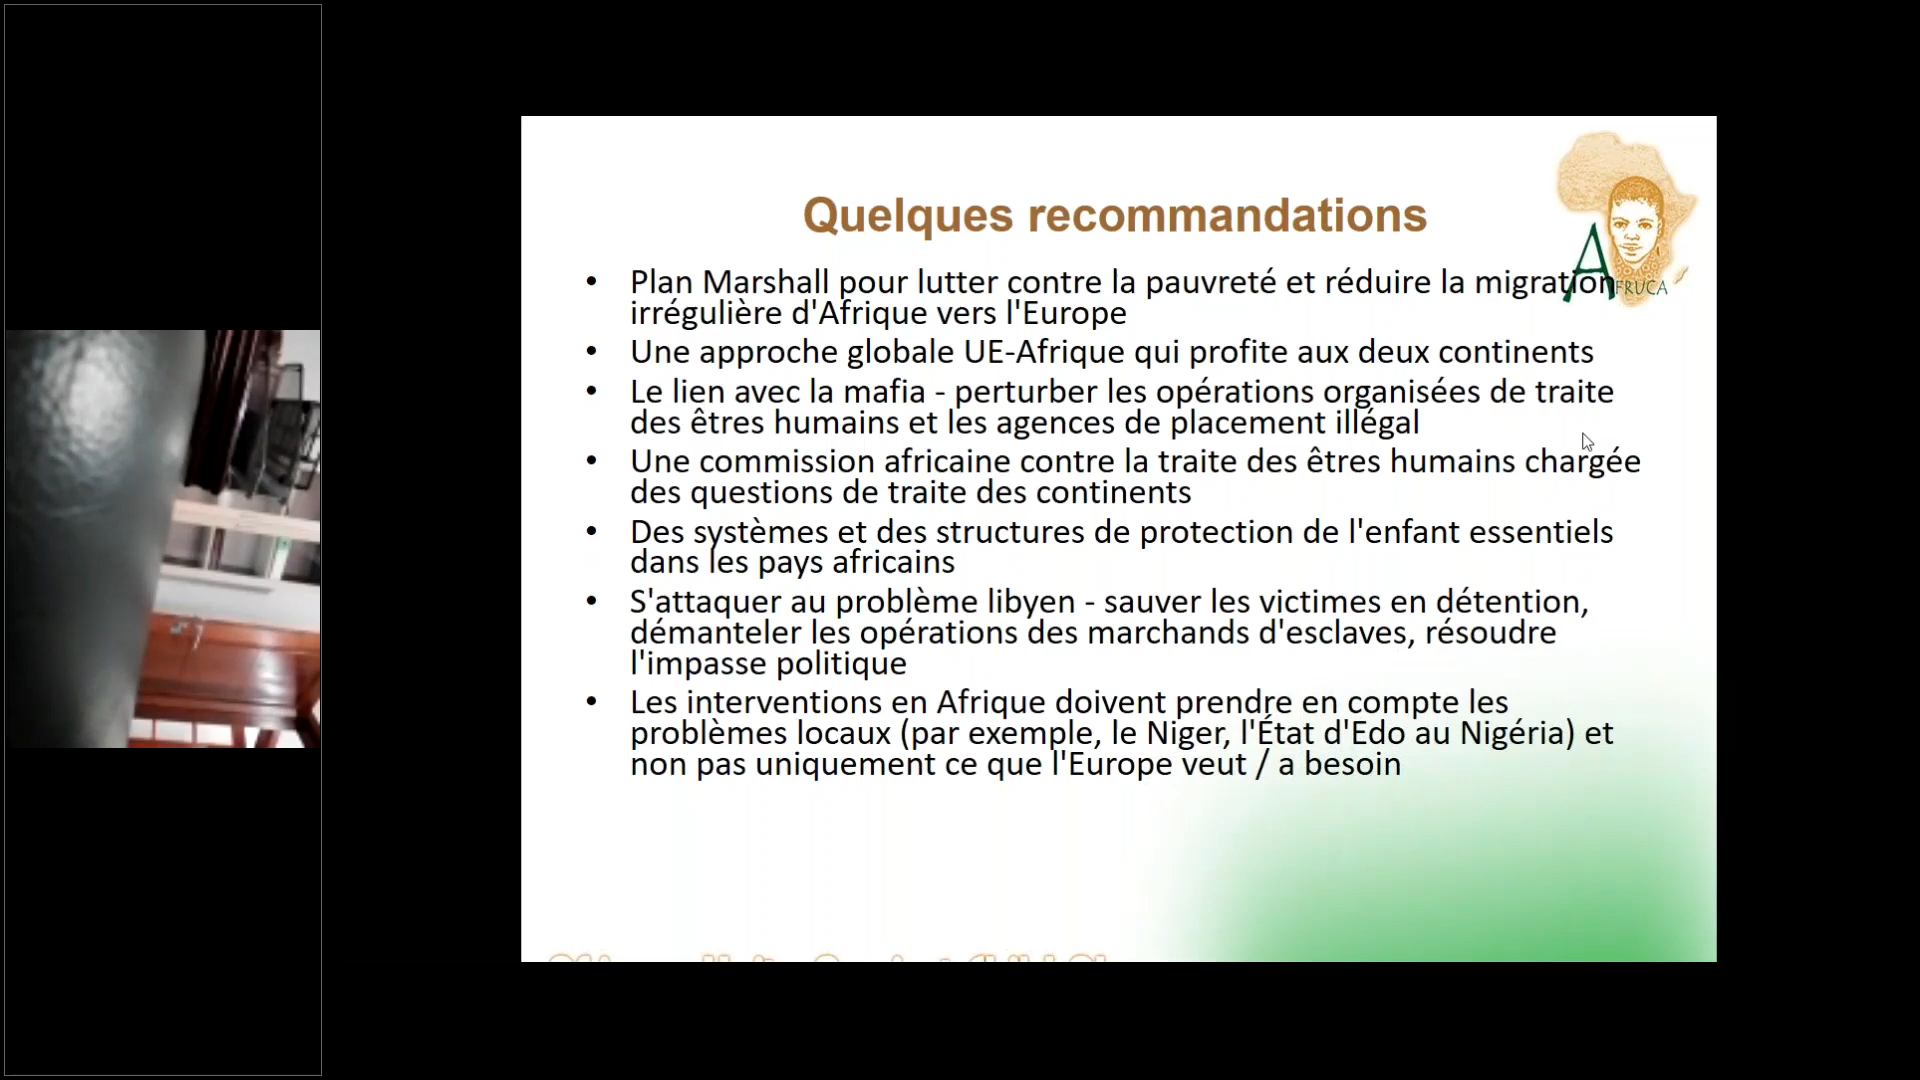 Quelques recommandations
AFRUCA
• Plan Marshall pour lutter contre la pauvreté et réduire la migration
irrégulière d'Afrique vers l'Europe
• Une approche globale UE-Afrique qui profite aux deux continents
• Le lien avec la mafia - perturber les opérations organisées de traite
des êtres humains et les agences de placement illégal
• Une commission africaine contre la traite des êtres humains chargée
des questions de traite des continents
• Des systèmes et des structures de protection de l'enfant essentiels
dans les pays africains
• S'attaquer au problème libyen - sauver les victimes en détention,
démanteler les opérations des marchands d'esclaves, résoudre
l'impasse politique
• Les interventions en Afrique doivent prendre en compte les
problèmes locaux (par exemple, le Niger, l'État d'Edo au Nigéria) et
non pas uniquement ce que l'Europe veut / a besoin